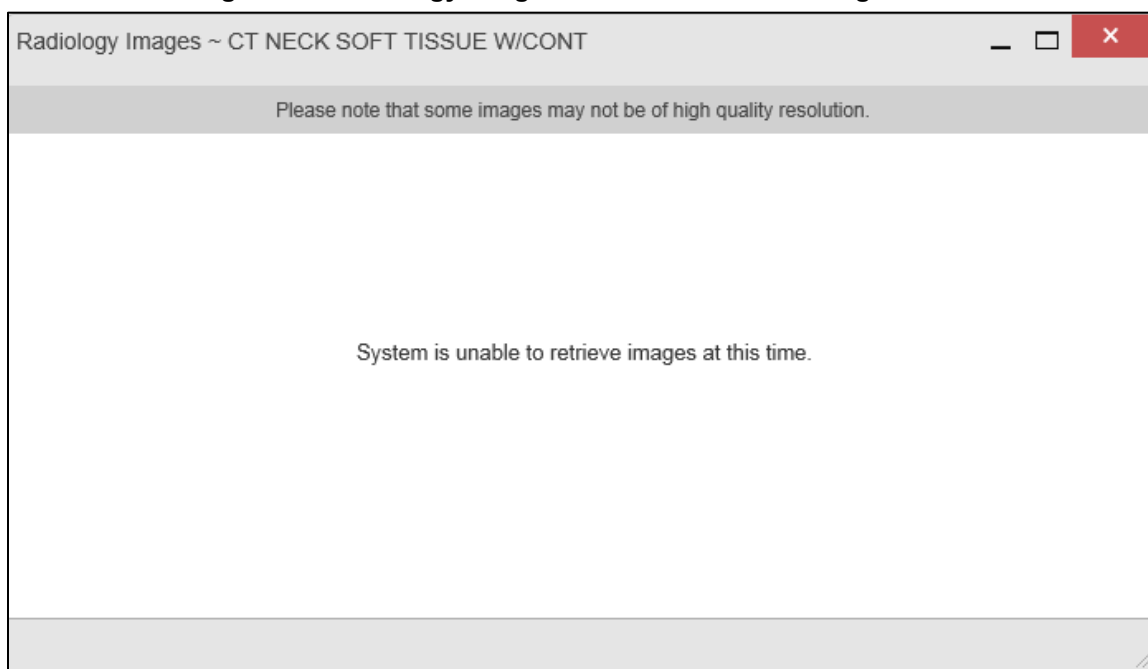 Radiology Images ~ CT NECK SOFT TISSUE W/CONT
Please note that some images may not be of high quality resolution.
System is unable to retrieve images at this time.